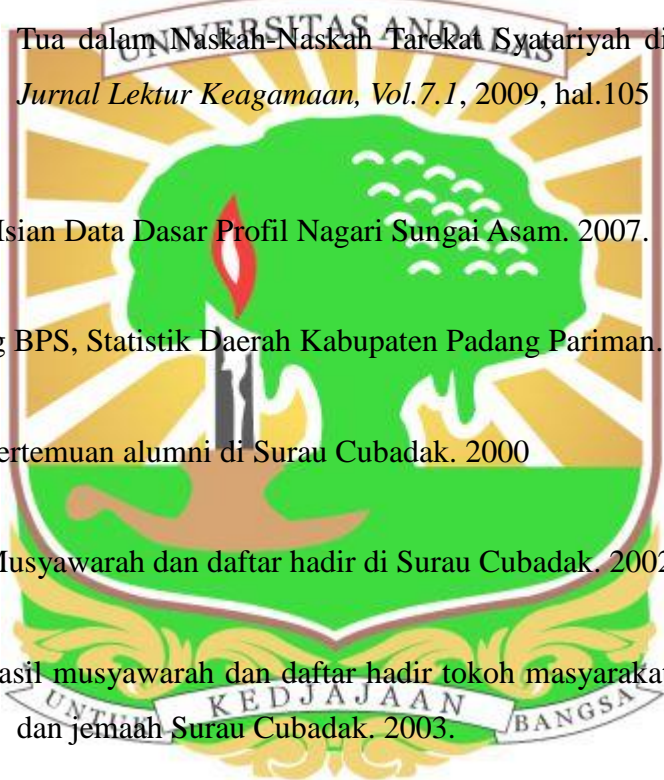 UNIVERSITAS ANDALAS
Tua dalam Naskah-Naskah Tarekat Syatariyah di
Jurnal Lektur Keagamaan, Vol.7.1, 2009, hal.105
Isian Data Dasar Profil Nagari Sungai Asam. 2007.
BPS, Statistik Daerah Kabupaten Padang Pariman.
ertemuan alumni di Surau Cubadak. 2000
Musyawarah dan daftar hadir di Surau Cubadak. 2002
asil musyawarah dan daftar hadir tokoh masyarakat
dan jemaah Surau Cubadak. 2003.
UNTUK KEDJAJAAN BANGSA